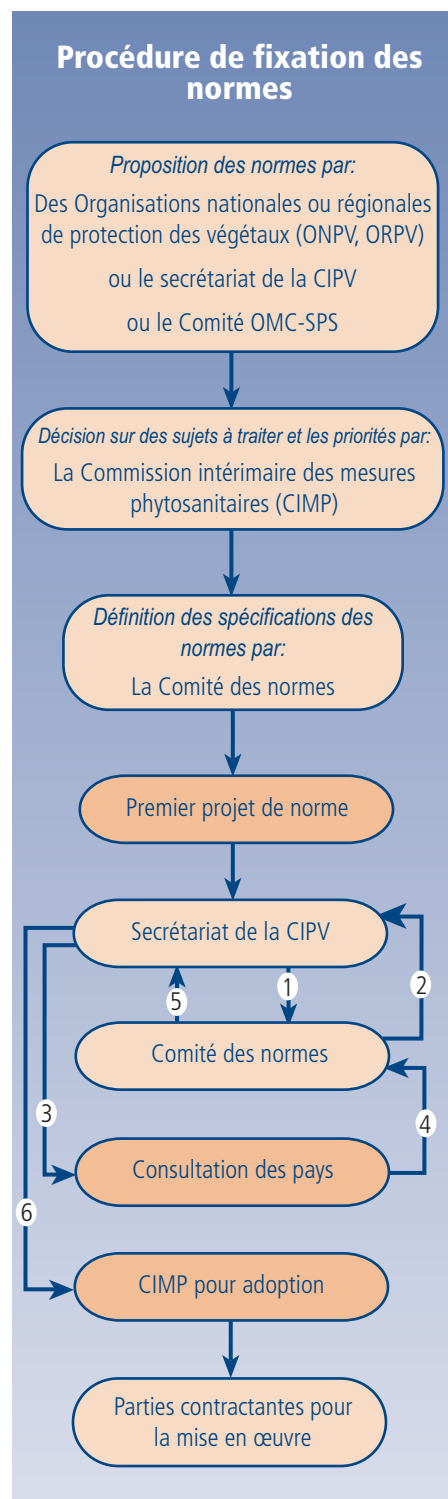 Procédure de fixation des
normes
Proposition des normes par:
Des Organisations nationales ou régionales
de protection des végétaux (ONPV, ORPV)
ou le secrétariat de la CIPV
ou le Comité OMC-SPS
Décision sur des sujets à traiter et les priorités par:
La Commission intérimaire des mesures
phytosanitaires (CIMP)
Définition des spécifications des
normes par:
La Comité des normes
Premier projet de norme
Secrétariat de la CIPV
5
1
2
Comité des normes
3
4
Consultation des pays
6
CIMP pour adoption
Parties contractantes pour
la mise en œuvre